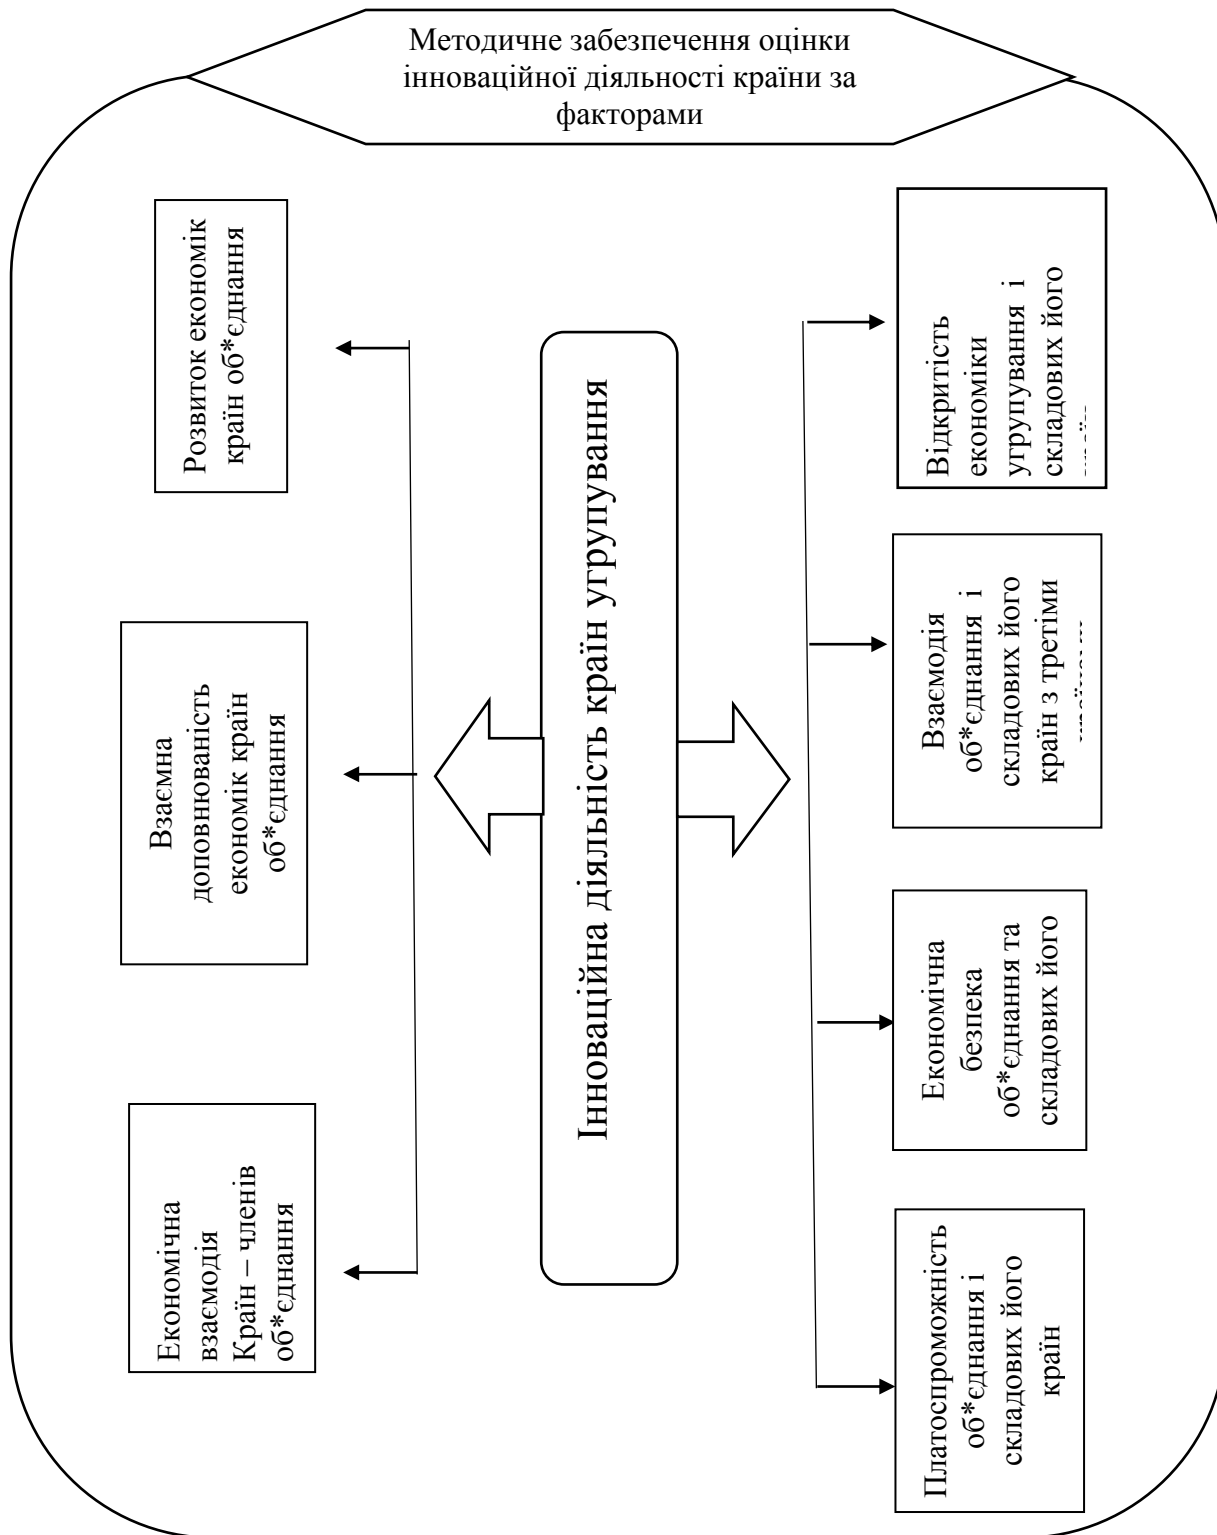 Методичне забезпечення оцінки
інноваційної діяльності країни за
факторами
Економічна
взаємодія
Країн – членів
об*єднання
Взаємна
доповнюваність
економік країн
об*єднання
Розвиток економік
країн об*єднання
Інноваційна діяльність країн угрупування
Платоспроможність
об*єднання і
складових його
країн
Економічна
безпека
об*єднання та
складових його
Взаємодія
об*єднання і
складових його
країн з третіми
Відкритість
економіки
угрупування і
складових його